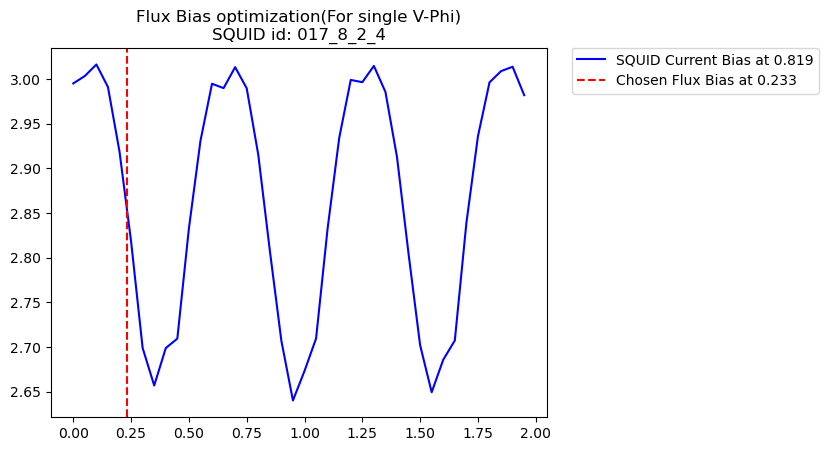 Flux Bias optimization(For single V-Phi)
SQUID id: 017_8_2_4
SQUID Current Bias at 0.819
Chosen Flux Bias at 0.233
3.00
2.95
2.90
2.85
2.80
2.75
2.70
2.65
0.00 0.25 0.50 0.75 1.00 1.25 1.50 1.75 2.00